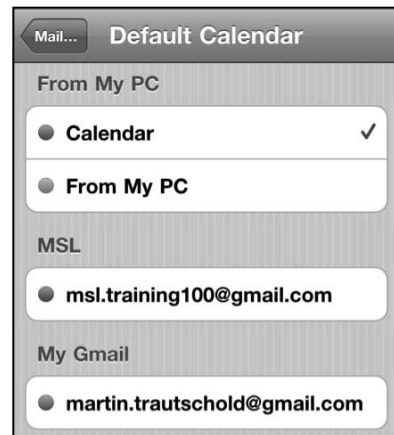 Mail... Default Calendar
From My PC
Calendar
From My PC
MSL
msl.training100@gmail.com
My Gmail
martin.trautschold@gmail.com